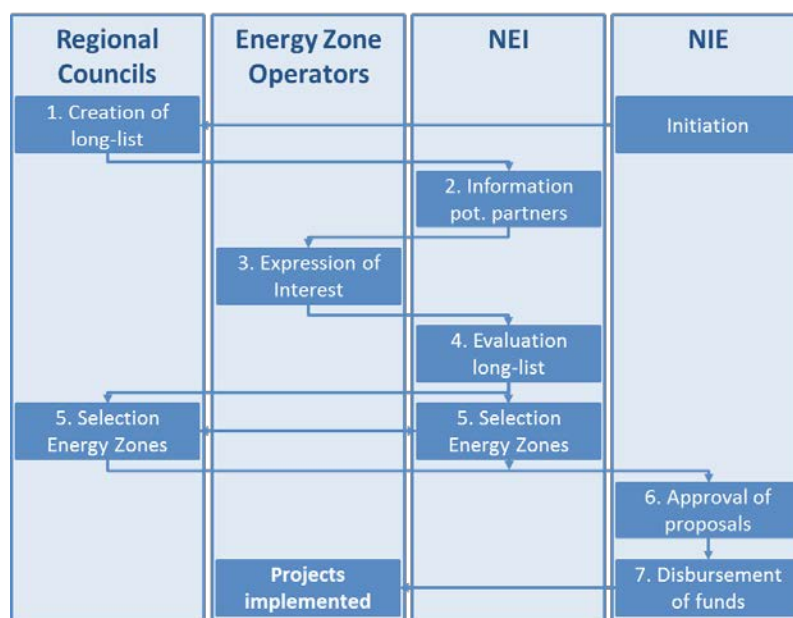 Regional
Councils
Energy Zone
Operators
NEI
NIE
1. Creation of
long-list
Initiation
2. Information
pot. partners
3. Expression of
Interest
4. Evaluation
long-list
5. Selection
Energy Zones
5. Selection
Energy Zones
6. Approval of
proposals
Projects
implemented
7. Disbursement
of funds